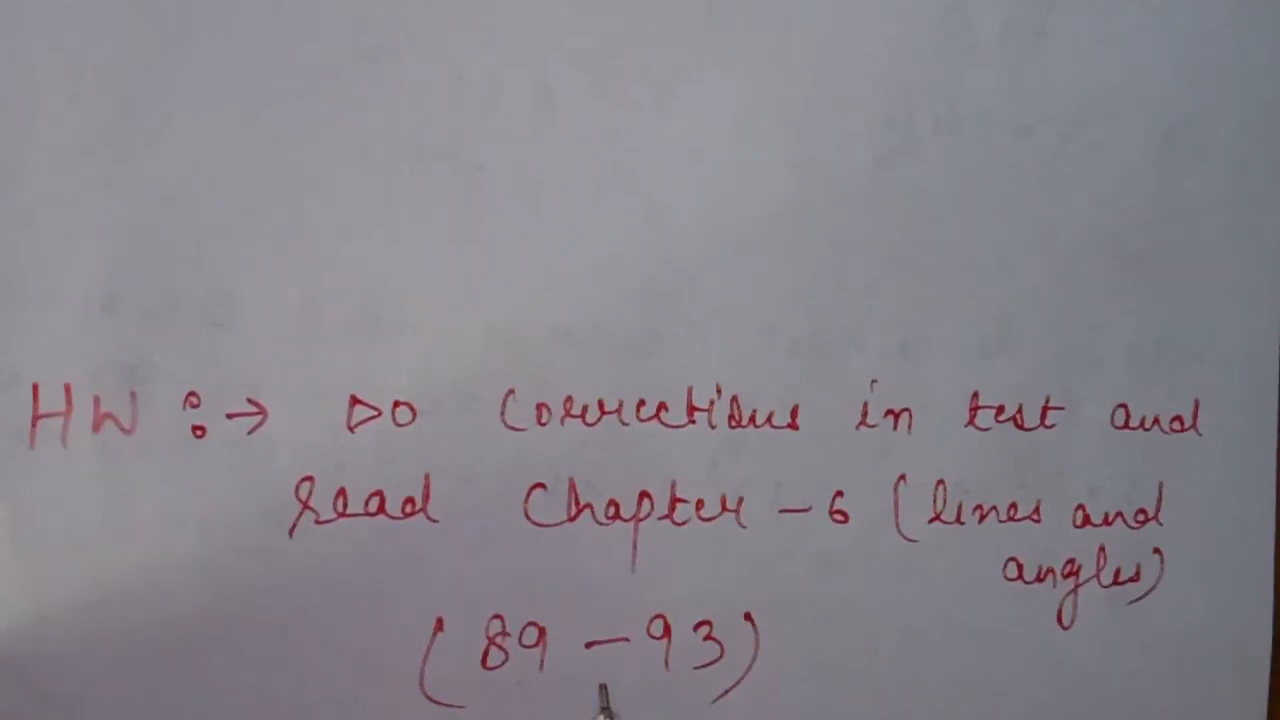 HW :→ Do Corrections in test and
read Chapter - 6 (lines and
angles)
(89 - 93)